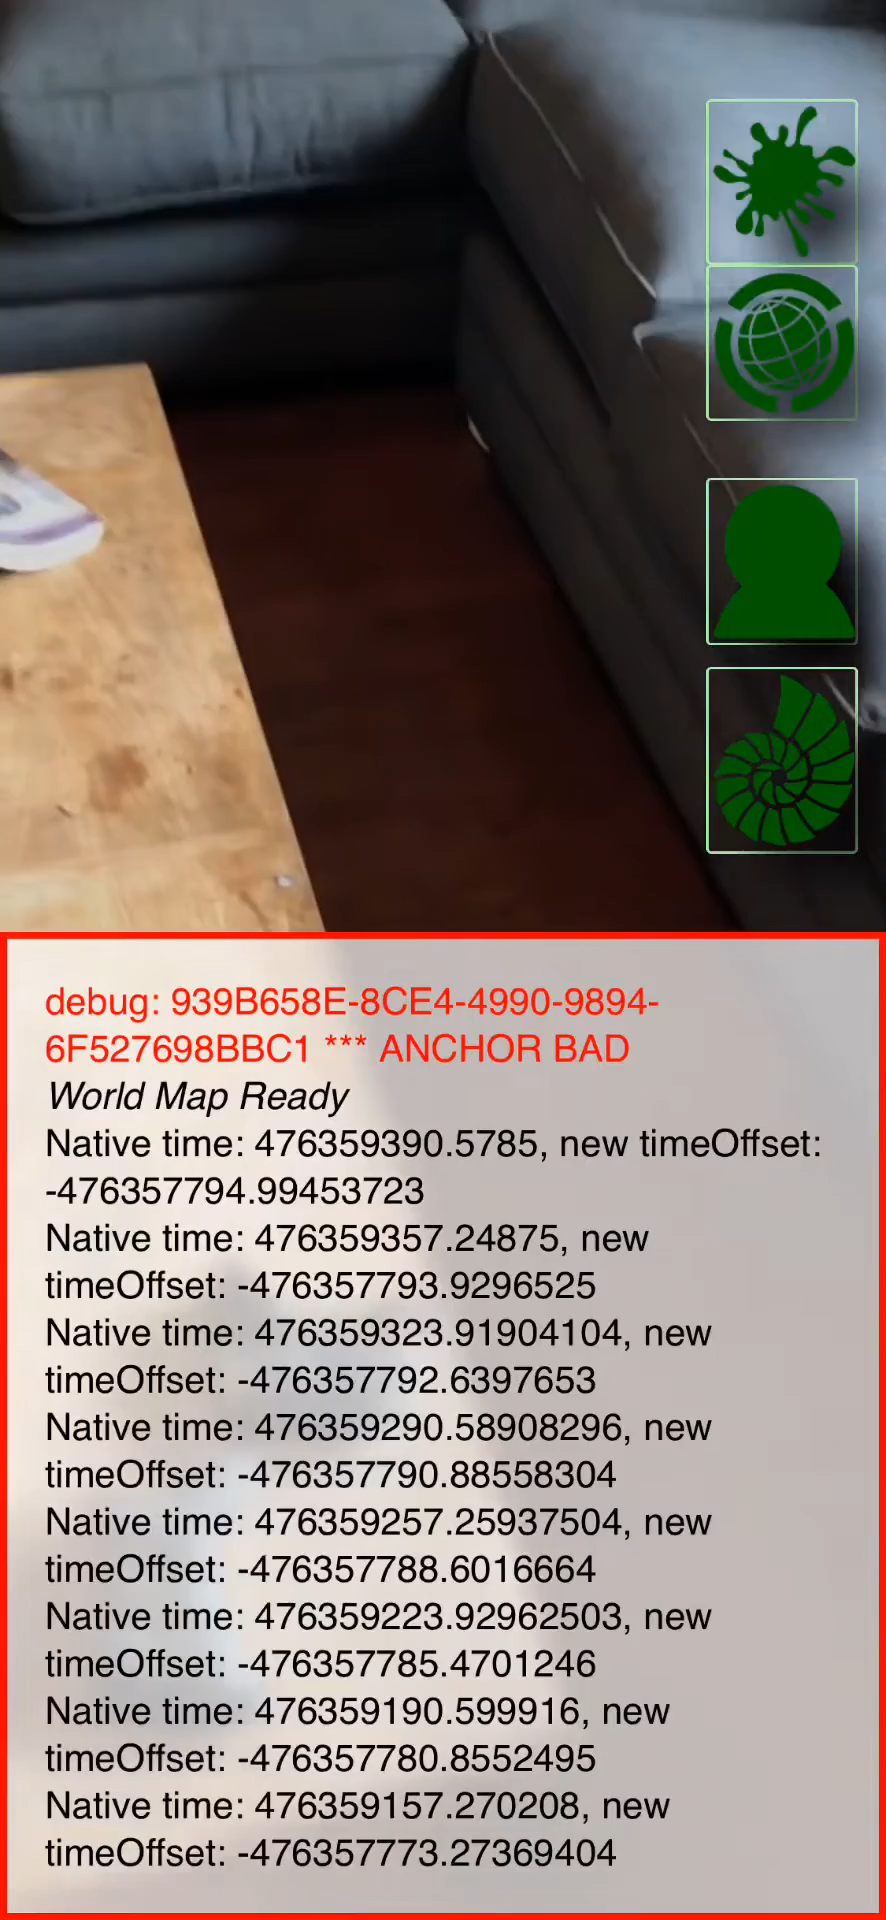 debug: 939B658E-8CE4-4990-9894-
6F527698BBC1 *** ANCHOR BAD
World Map Ready
Native time: 476359390.5785, new timeOffset:
-476357794.99453723
Native time: 476359357.24875, new
timeOffset: -476357793.9296525
Native time: 476359323.91904104, new
timeOffset: -476357792.6397653
Native time: 476359290.58908296, new
timeOffset: -476357790.88558304
Native time: 476359257.25937504, new
timeOffset: -476357788.6016664
Native time: 476359223.92962503, new
timeOffset: -476357785.4701246
Native time: 476359190.599916, new
timeOffset: -476357780.8552495
Native time: 476359157.270208, new
timeOffset: -476357773.27369404